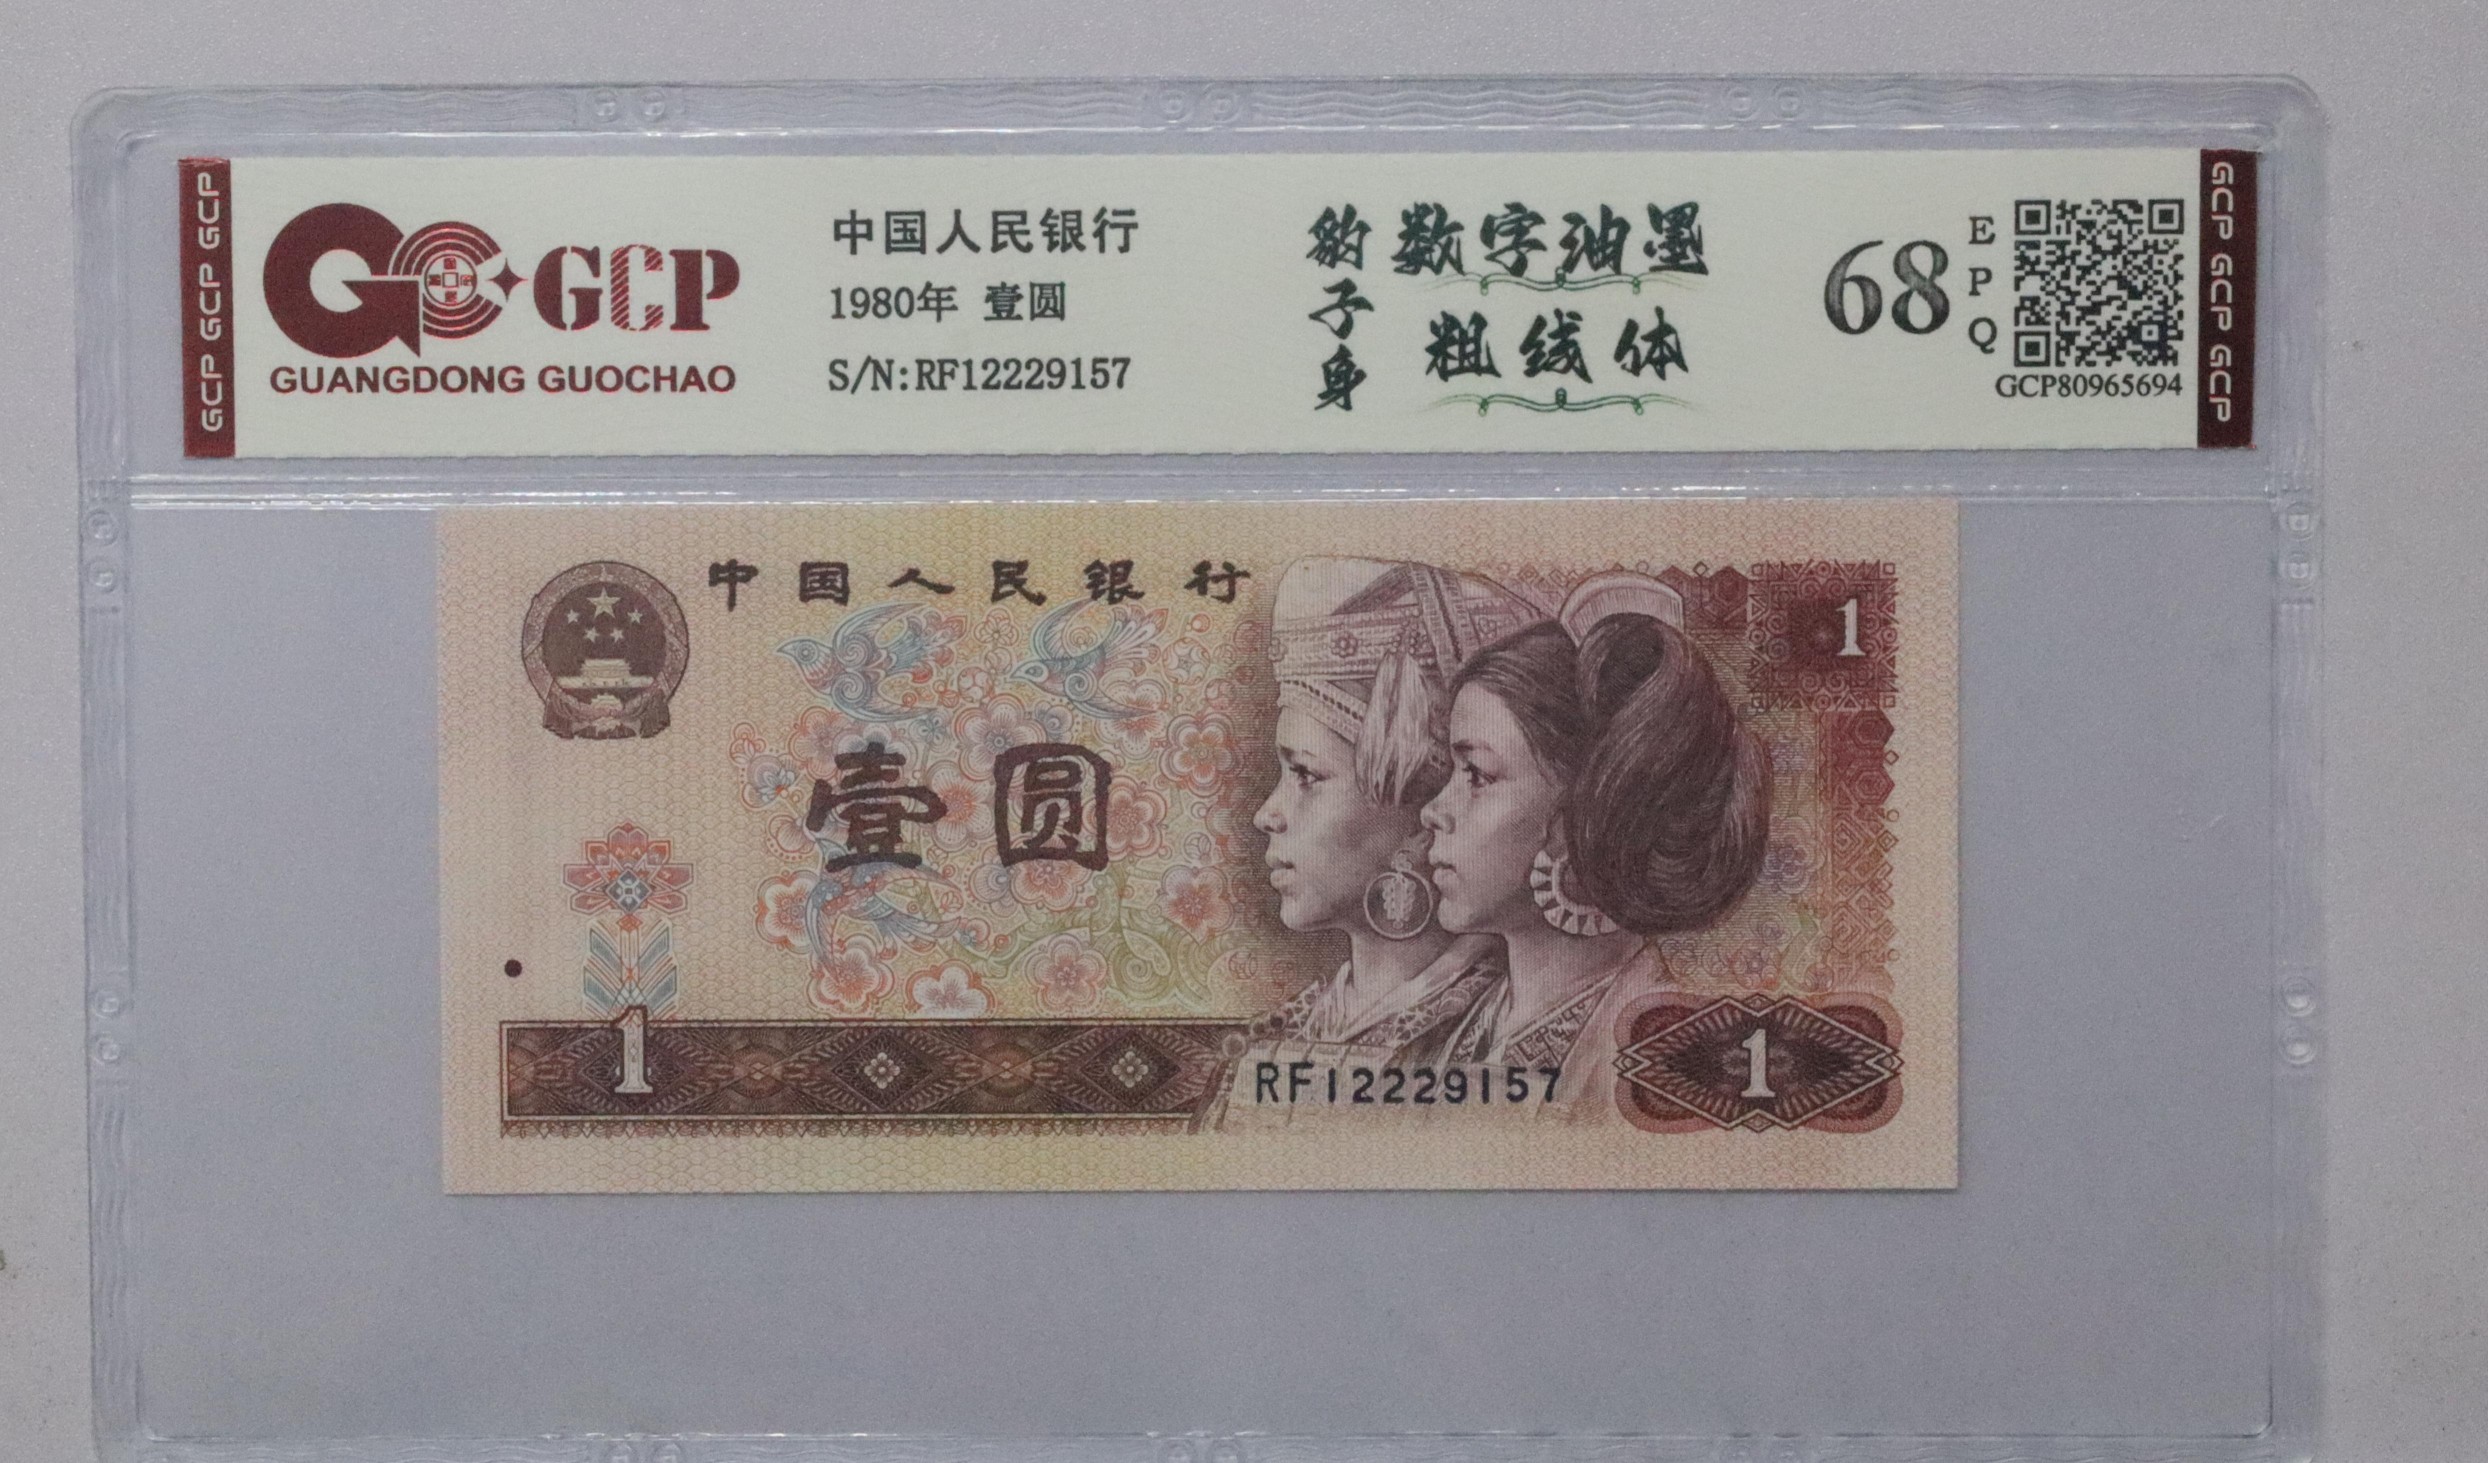 GCP GCP GCP
GCP
GUANGDONG GUOCHAO
中国人民银行
1980年 壹圆
S/N:RF12229157
豹子身
数字油墨
粗线体
68
EPQ
GCP80965694
GCP GCP GCP
中国人民银行
1
壹圆
1
RF12229157
1